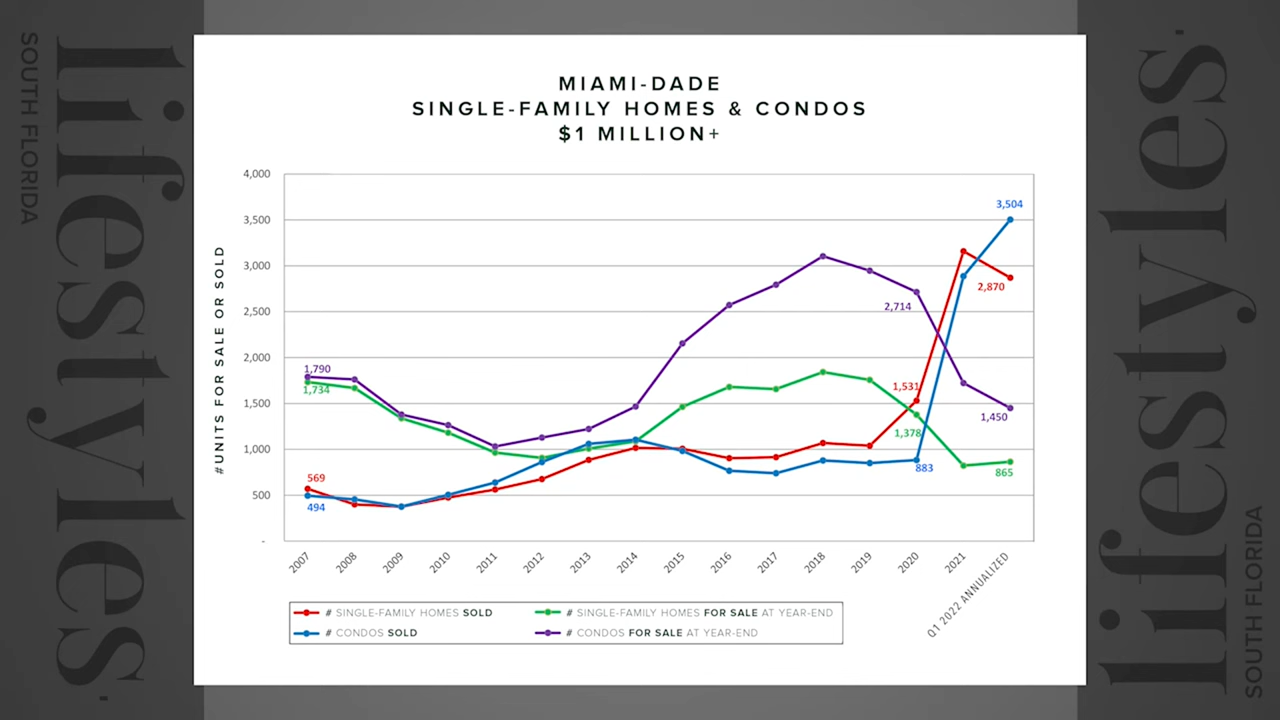 SOUTH FLORIDA
lifestyles
MIAMI-DADE
SINGLE-FAMILY HOMES & CONDOS
$1 MILLION+
#UNITS FOR SALE OR SOLD
4,000
3,500
3,000
2,500
2,000
1,500
1,000
500
-
3,504
2,870
2,714
1,790
1,734
1,531
1,450
1,378
883
865
569
494
2007
2008
2009
2010
2011
2012
2013
2014
2015
2016
2017
2018
2019
2020
2021
Q1 2022 ANNUALIZED
# SINGLE-FAMILY HOMES SOLD
# SINGLE-FAMILY HOMES FOR SALE AT YEAR-END
# CONDOS SOLD
# CONDOS FOR SALE AT YEAR-END
lifestyles
SOUTH FLORIDA